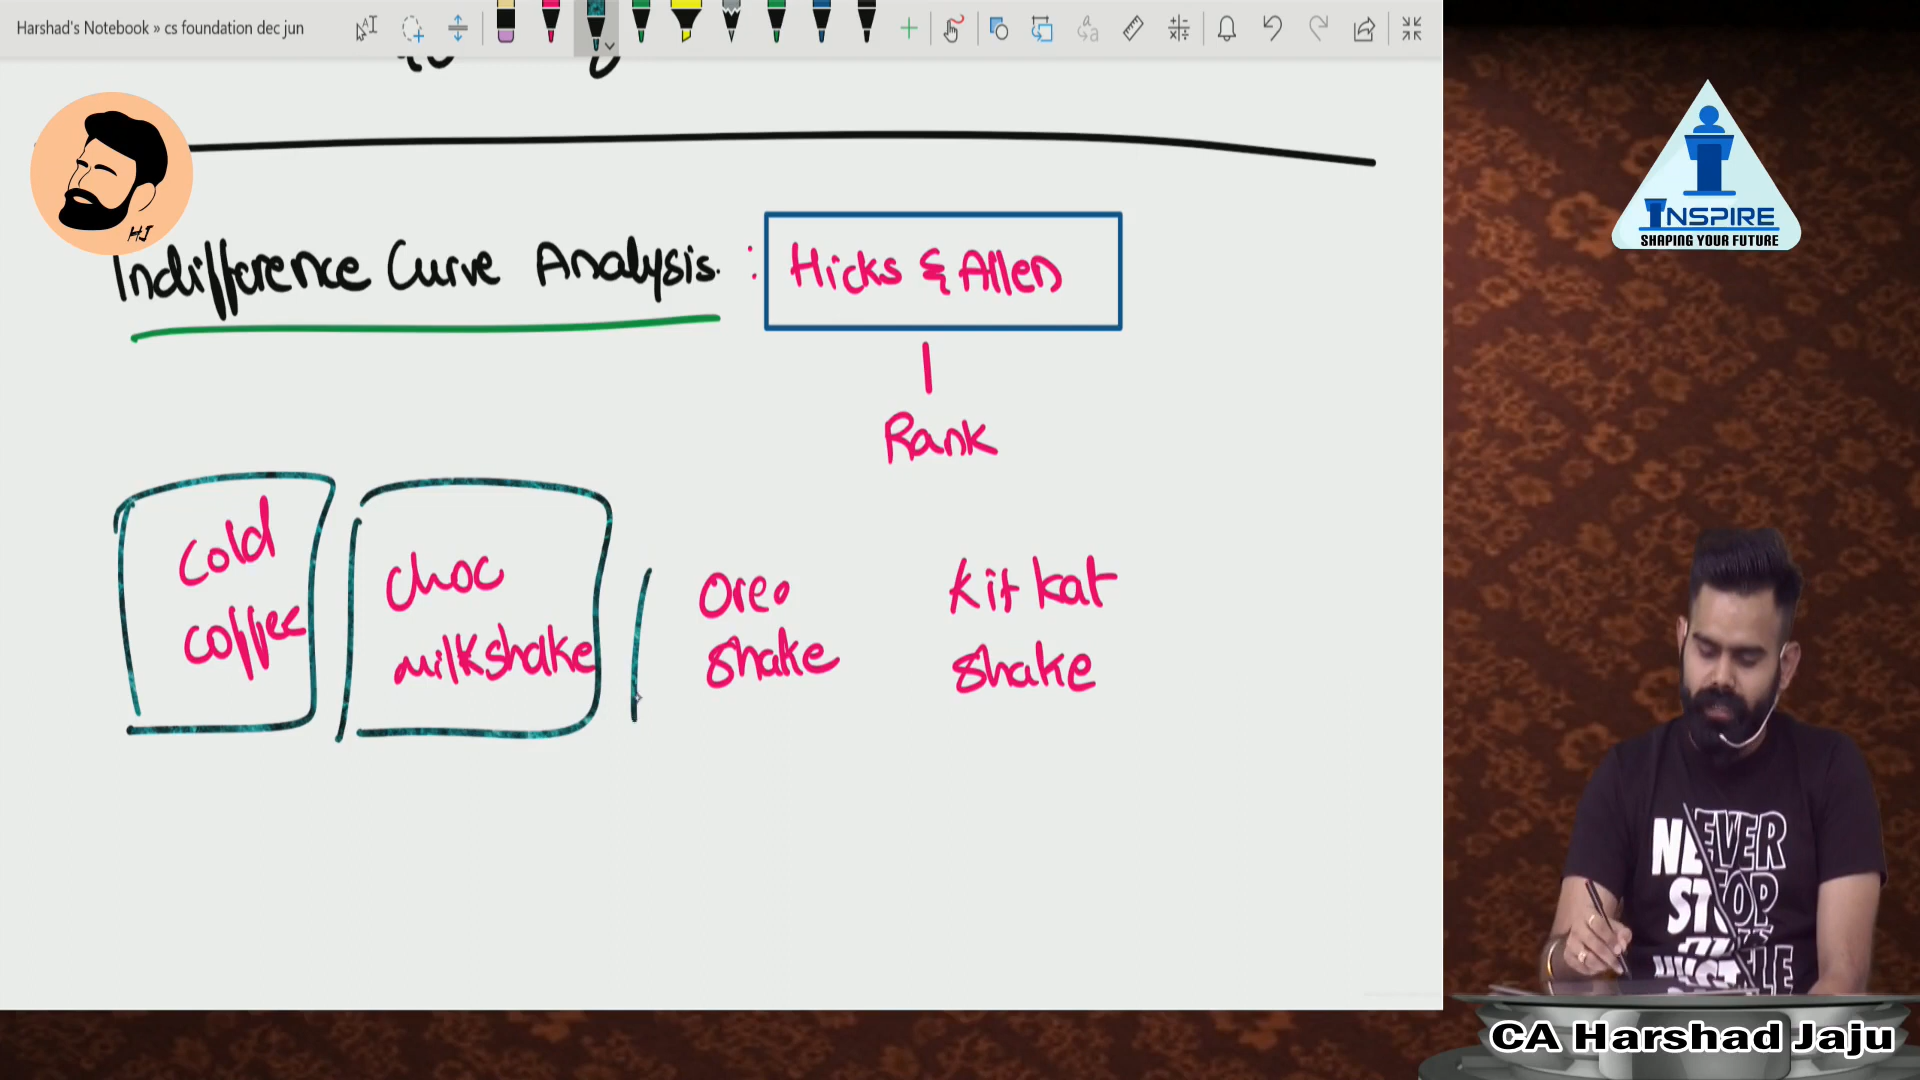 Harshad's Notebook » cs foundation dec jun
HJ
Indifference Curve Analysis. : Hicks & Allen
Rank
Cold
coffee
choc
milkshake
Oreo
shake
Kit kat
shake
INSPIRE
SHAPING YOUR FUTURE
NEVER
STOP
CA Harshad Jaju